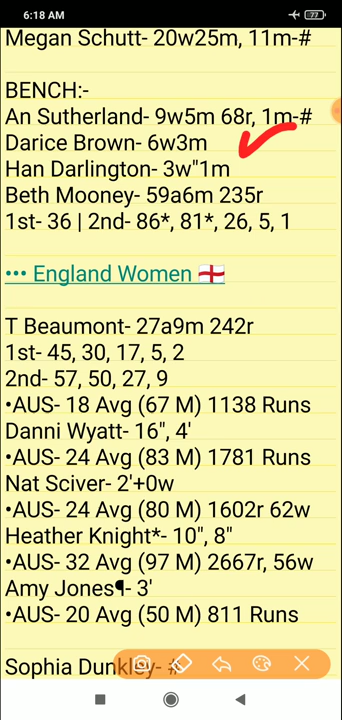 6:18 AM
77
Megan Schutt- 20w25m, 11m-#
BENCH:-
An Sutherland- 9w5m 68r, 1m-#
Darice Brown- 6w3m
Han Darlington- 3w"1m
Beth Mooney- 59a6m 235r
1st- 36 | 2nd- 86*, 81*, 26, 5, 1
••• England Women 🏴󠁧󠁢󠁥󠁮󠁧󠁿
T Beaumont- 27a9m 242r
1st- 45, 30, 17, 5, 2
2nd- 57, 50, 27, 9
•AUS- 18 Avg (67 M) 1138 Runs
Danni Wyatt- 16", 4'
•AUS- 24 Avg (83 M) 1781 Runs
Nat Sciver- 2'+0w
•AUS- 24 Avg (80 M) 1602r 62w
Heather Knight*- 10", 8"
•AUS- 32 Avg (97 M) 2667r, 56w
Amy Jones¶- 3'
•AUS- 20 Avg (50 M) 811 Runs
Sophia Dunkley- #